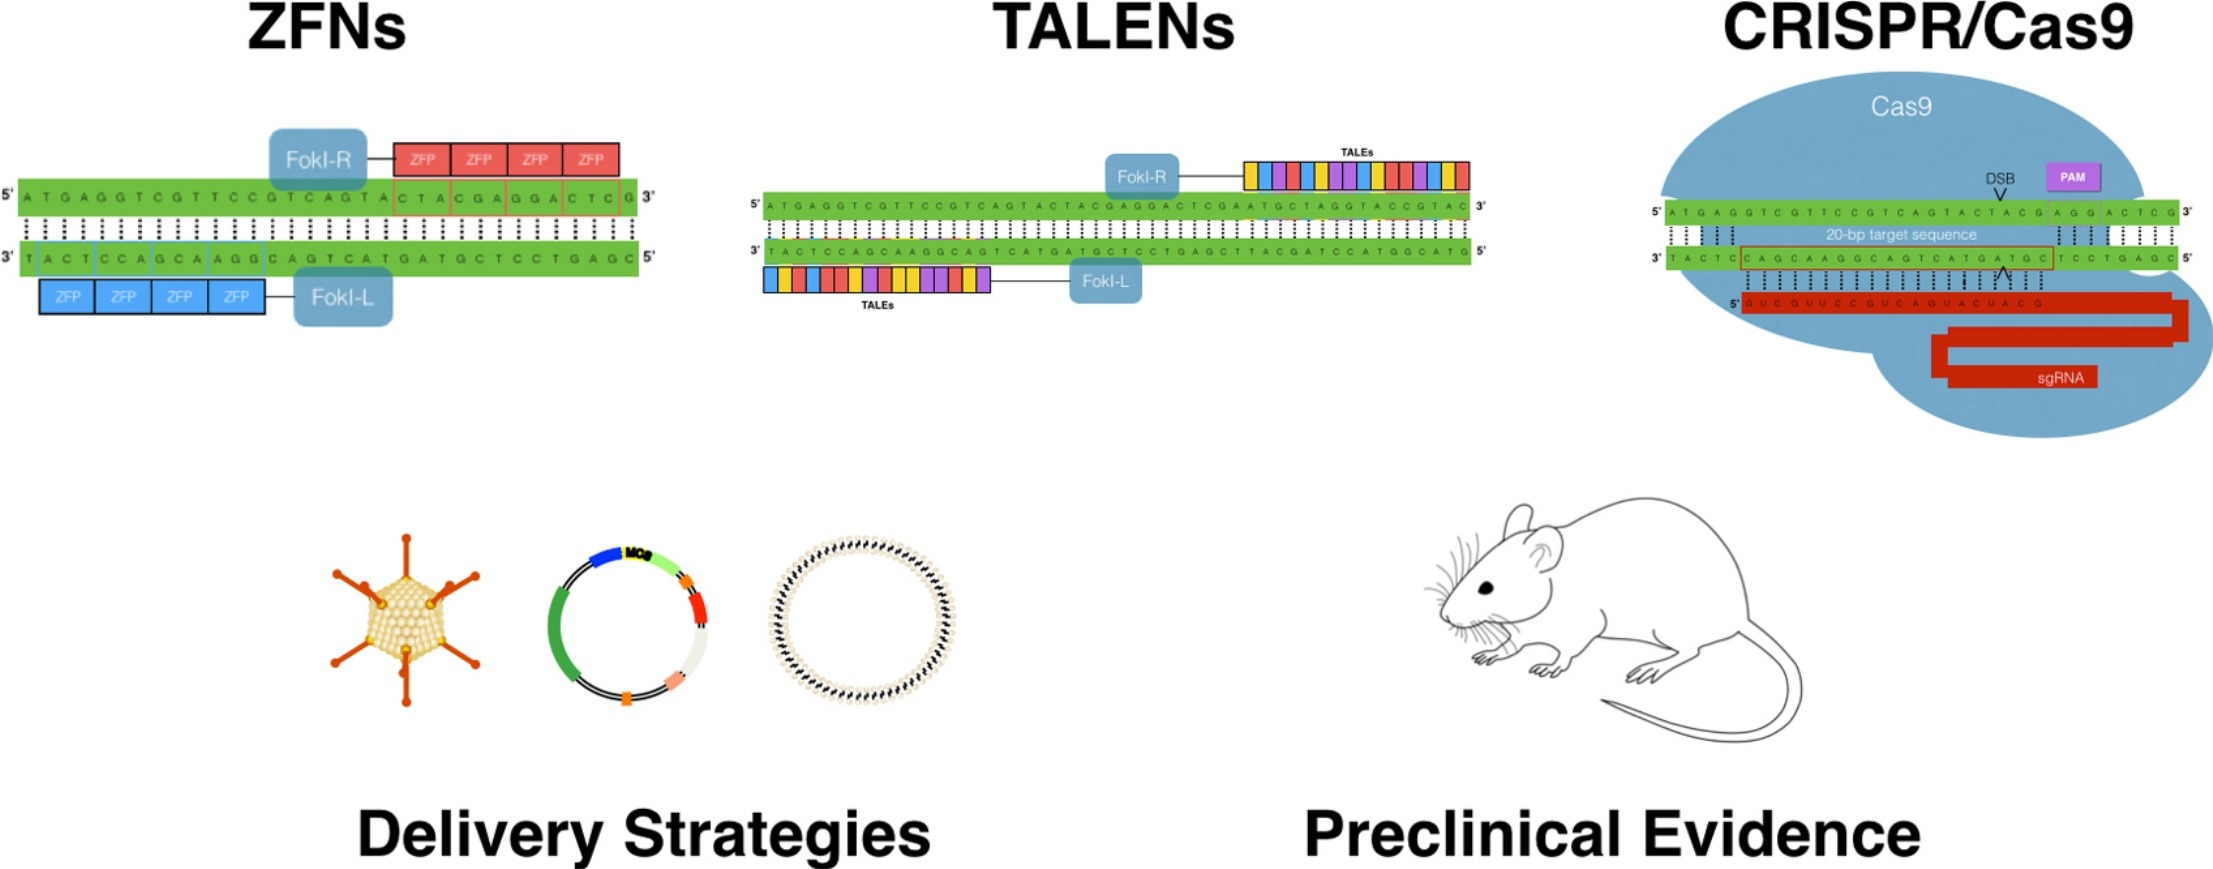 ZFNs
TALENs
CRISPR/Cas9
FokI-R
ZFP ZFP ZFP ZFP
5' A T G A G G T C G T T C C G T C A G T A C T A C G A G G A C T C G 3'
3' T A C T C C A G C A A G G C A G T C A T G A T G C T C C T G A G C 5'
ZFP ZFP ZFP ZFP
FokI-L
TALEs
FokI-R
5' A T G A G G T C G T T C C G T C A G T A C T A C G A G G A C T C G A A T G C T A G G T A C C G T A C 3'
3' T A C T C C A G C A A G G C A G T C A T G A T G C T C C T G A G C T T A C G A T C C A T G G C A T G 5'
FokI-L
TALEs
Cas9
DSB
PAM
5' A T G A G G T C G T T C C G T C A G T A C T A C G A G G A C T C G 3'
20-bp target sequence
3' T A C T C C A G C A A G G C A G T C A T G A T G C T C C T G A G C 5'
5' G U C G U U C C G U C A G U A C U A C G
sgRNA
MCS
Delivery Strategies
Preclinical Evidence